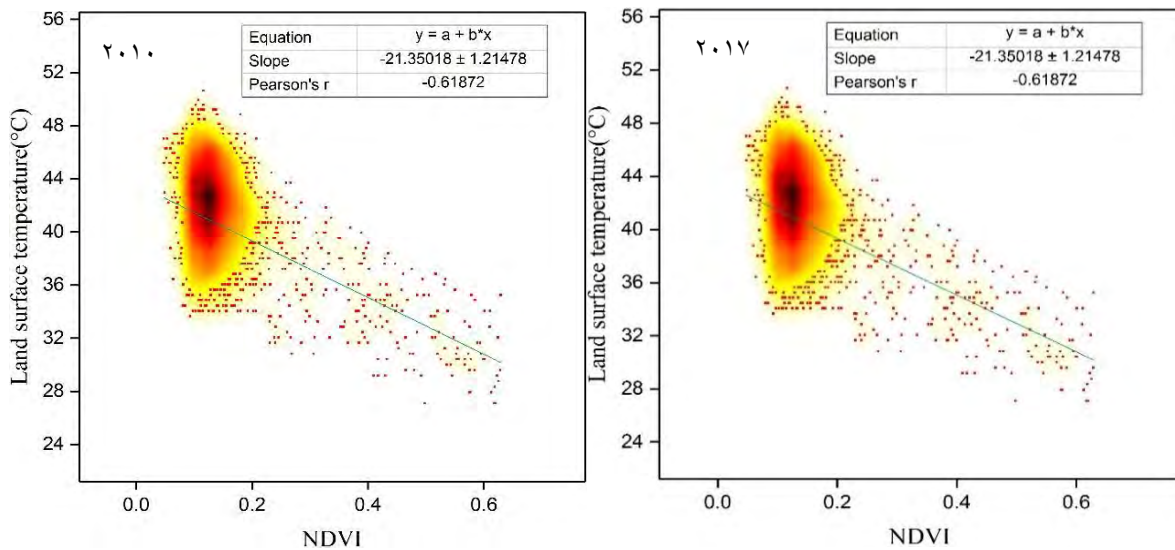 ۲۰۱۰
Equation y = a + b*x
Slope -21.35018 ± 1.21478
Pearson's r -0.61872
Land surface temperature(°C)
56
52
48
44
40
36
32
28
24
0.0 0.2 0.4 0.6
NDVI
۲۰۱۷
Equation y = a + b*x
Slope -21.35018 ± 1.21478
Pearson's r -0.61872
Land surface temperature(°C)
56
52
48
44
40
36
32
28
24
0.0 0.2 0.4 0.6
NDVI